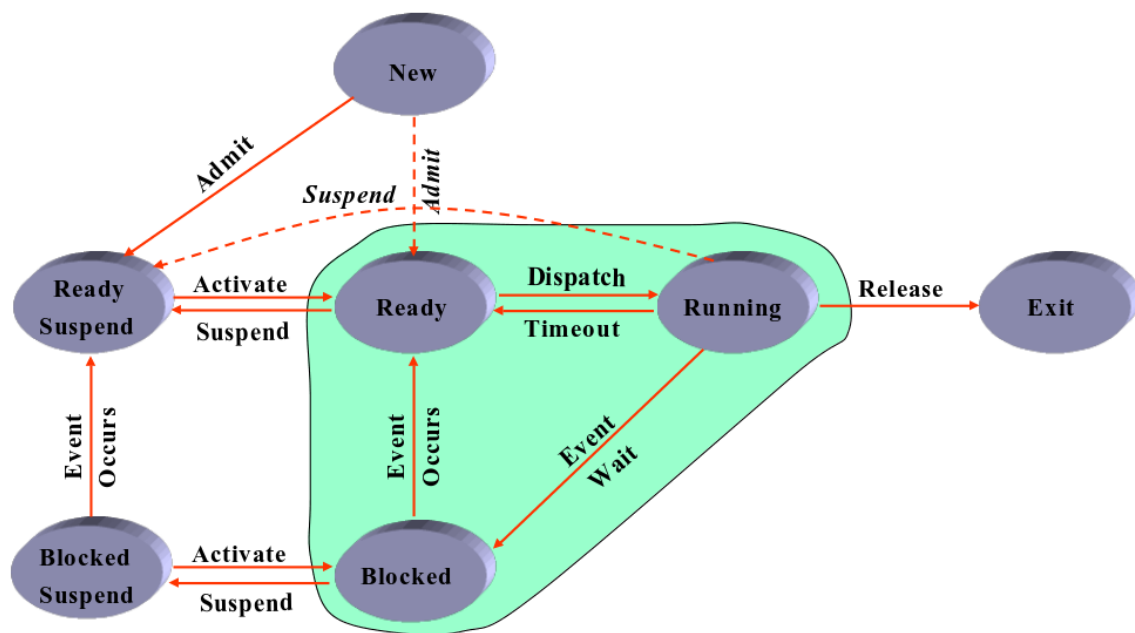 New
Admit
Admit
Suspend
Ready
Suspend
Activate
Suspend
Ready
Dispatch
Timeout
Running
Release
Exit
Event
Occurs
Event
Occurs
Event
Wait
Blocked
Suspend
Activate
Suspend
Blocked